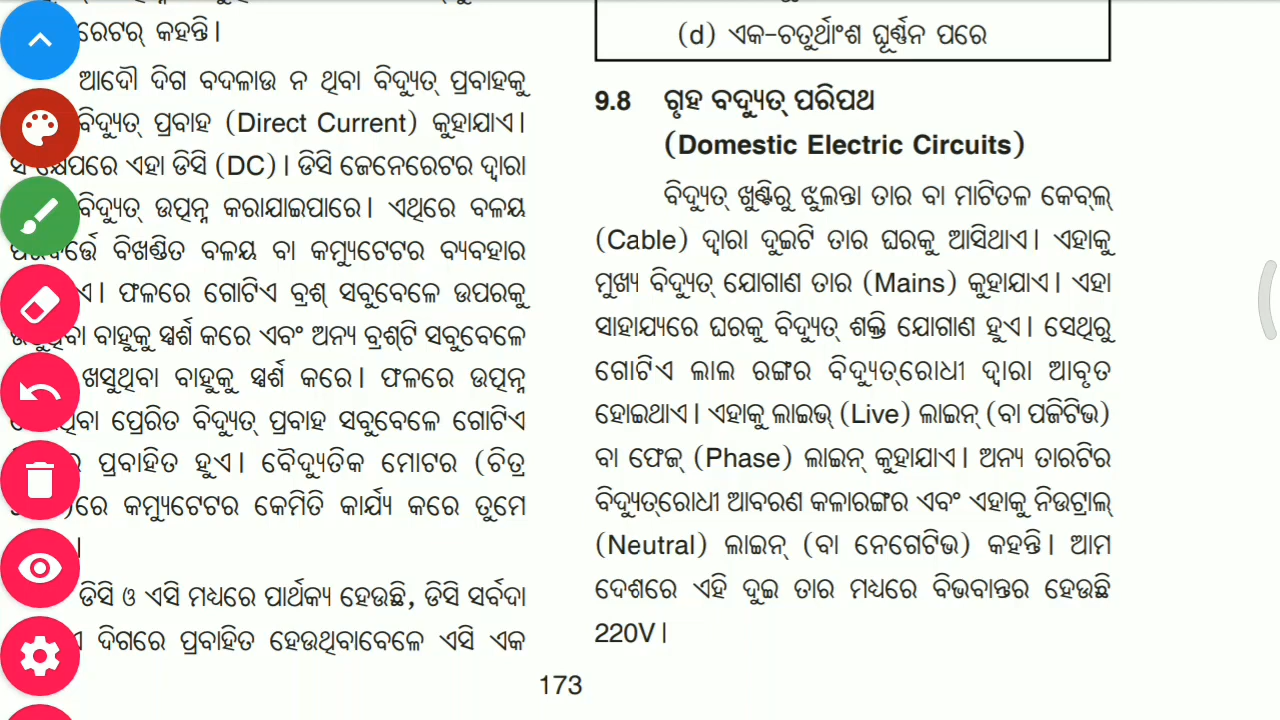 ରେଟର୍ କହନ୍ତି।
ଆଦୌ ଦିଗ ବଦଳାଉ ନ ଥିବା ବିଦ୍ୟୁତ୍ ପ୍ରବାହକୁ
ବିଦ୍ୟୁତ୍ ପ୍ରବାହ (Direct Current) କୁହାଯାଏ।
କ୍ଷେପରେ ଏହା ଡିସି (DC)। ଡିସି ଜେନେରେଟର ଦ୍ୱାରା
ବିଦ୍ୟୁତ୍ ଉତ୍ପନ୍ନ କରାଯାଇପାରେ। ଏଥିରେ ବଳୟ
ବିଖଣ୍ଡିତ ବଳୟ ବା କମ୍ୟୁଟେଟର ବ୍ୟବହାର
ଏ। ଫଳରେ ଗୋଟିଏ ବ୍ରଶ୍ ସବୁବେଳେ ଉପରକୁ
ବାହୁକୁ ସ୍ପର୍ଶ କରେ ଏବଂ ଅନ୍ୟ ବ୍ରଶ୍‌ଟି ସବୁବେଳେ
ଖସୁଥିବା ବାହୁକୁ ସ୍ପର୍ଶ କରେ। ଫଳରେ ଉତ୍ପନ୍ନ
ପ୍ରେରିତ ବିଦ୍ୟୁତ୍ ପ୍ରବାହ ସବୁବେଳେ ଗୋଟିଏ
ପ୍ରବାହିତ ହୁଏ। ବୈଦ୍ୟୁତିକ ମୋଟର (ଚିତ୍ର
)ରେ କମ୍ୟୁଟେଟର କେମିତି କାର୍ଯ୍ୟ କରେ ତୁମେ
।
ଡିସି ଓ ଏସି ମଧ୍ୟରେ ପାର୍ଥକ୍ୟ ହେଉଛି, ଡିସି ସର୍ବଦା
ଦିଗରେ ପ୍ରବାହିତ ହେଉଥିବାବେଳେ ଏସି ଏକ
(d) ଏକ-ଚତୁର୍ଥାଂଶ ଘୂର୍ଣ୍ଣନ ପରେ
9.8 ଗୃହ ବଦ୍ୟୁତ୍ ପରିପଥ
(Domestic Electric Circuits)
ବିଦ୍ୟୁତ୍ ଖୁଣ୍ଟିରୁ ଝୁଲନ୍ତା ତାର ବା ମାଟିତଳ କେବ୍‌ଲ୍
(Cable) ଦ୍ୱାରା ଦୁଇଟି ତାର ଘରକୁ ଆସିଥାଏ। ଏହାକୁ
ମୁଖ୍ୟ ବିଦ୍ୟୁତ୍ ଯୋଗାଣ ତାର (Mains) କୁହାଯାଏ। ଏହା
ସାହାଯ୍ୟରେ ଘରକୁ ବିଦ୍ୟୁତ୍ ଶକ୍ତି ଯୋଗାଣ ହୁଏ। ସେଥିରୁ
ଗୋଟିଏ ଲାଲ ରଙ୍ଗର ବିଦ୍ୟୁତ୍‌ରୋଧୀ ଦ୍ୱାରା ଆବୃତ
ହୋଇଥାଏ। ଏହାକୁ ଲାଇଭ୍ (Live) ଲାଇନ୍ (ବା ପଜିଟିଭ)
ବା ଫେଜ୍ (Phase) ଲାଇନ୍ କୁହାଯାଏ। ଅନ୍ୟ ତାରଟିର
ବିଦ୍ୟୁତ୍‌ରୋଧୀ ଆବରଣ କଳାରଙ୍ଗର ଏବଂ ଏହାକୁ ନିଉଟ୍ରାଲ୍
(Neutral) ଲାଇନ୍ (ବା ନେଗେଟିଭ) କହନ୍ତି। ଆମ
ଦେଶରେ ଏହି ଦୁଇ ତାର ମଧ୍ୟରେ ବିଭବାନ୍ତର ହେଉଛି
220V।
173